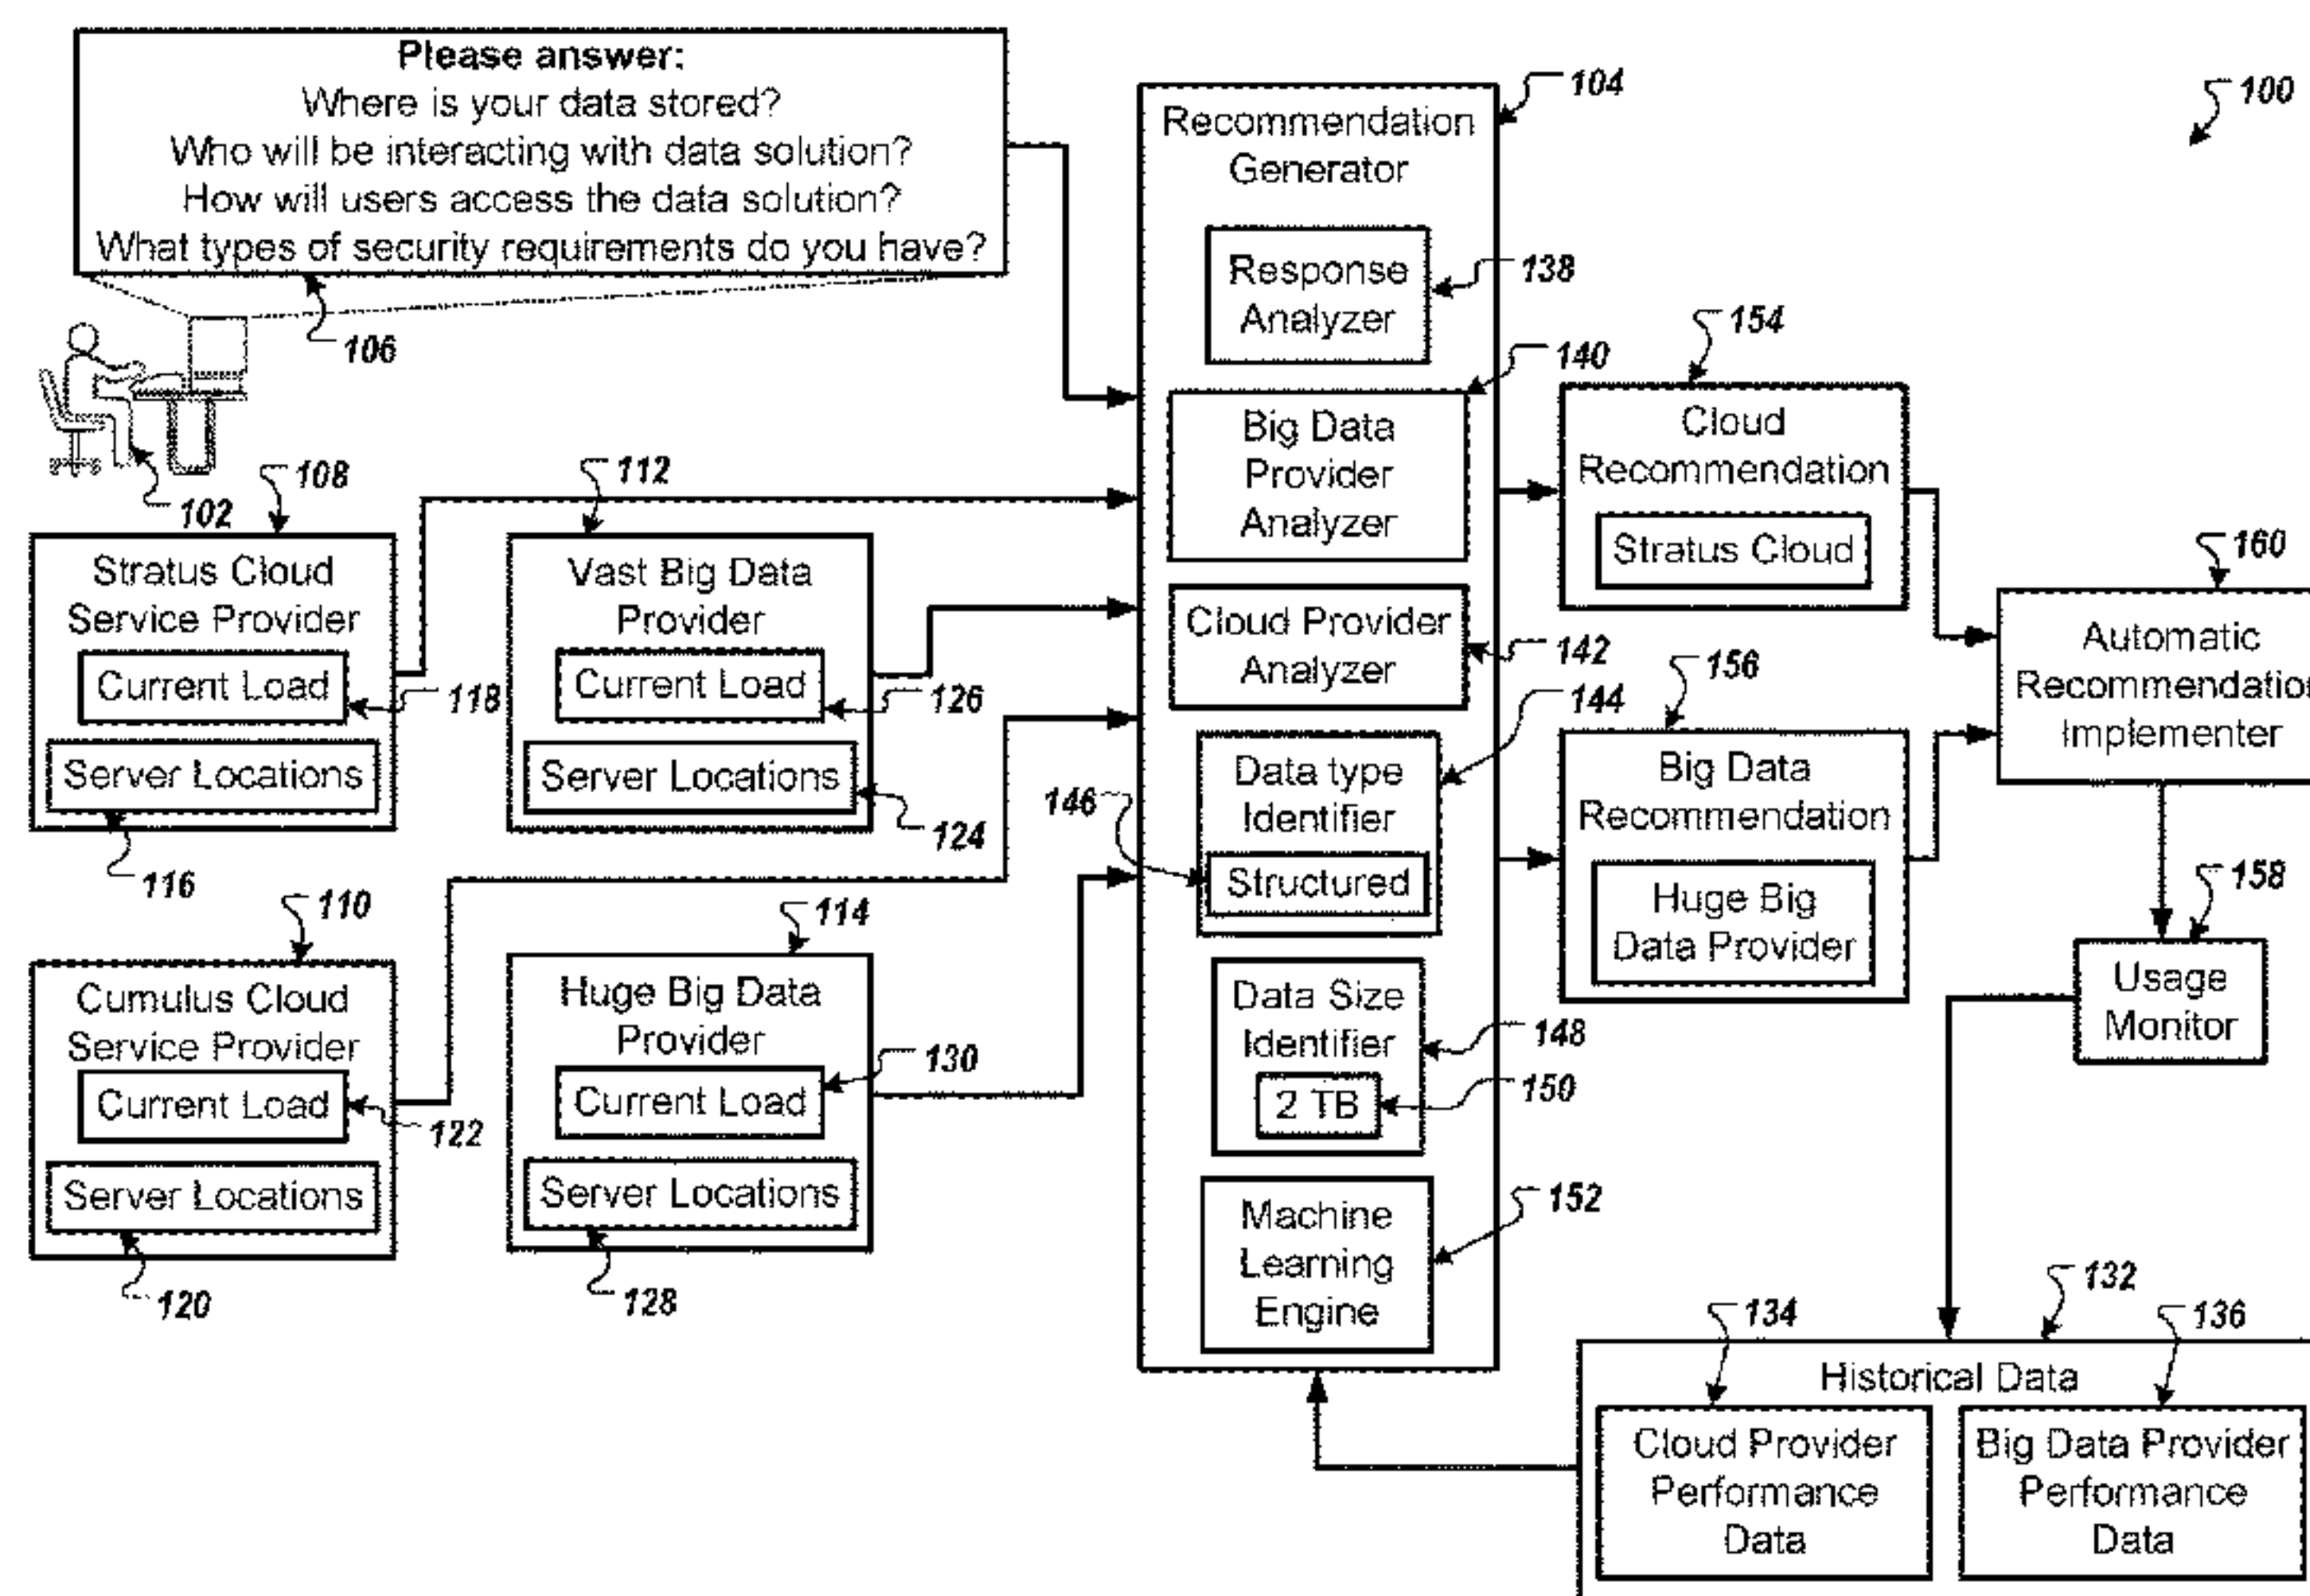 Please answer:
Where is your data stored?
Who will be interacting with data solution?
How will users access the data solution?
What types of security requirements do you have?
106
102
100
104
Recommendation
Generator
Response
Analyzer
138
140
Big Data
Provider
Analyzer
Cloud Provider
Analyzer
142
144
Data type
Identifier
146
Structured
Data Size
Identifier
148
2 TB
150
Machine
Learning
Engine
152
108
Stratus Cloud
Service Provider
Current Load
118
Server Locations
116
112
Vast Big Data
Provider
Current Load
126
Server Locations
124
110
Cumulus Cloud
Service Provider
Current Load
122
Server Locations
120
114
Huge Big Data
Provider
130
Current Load
Server Locations
128
154
Cloud
Recommendation
Stratus Cloud
156
Big Data
Recommendation
Huge Big
Data Provider
160
Automatic
Recommendation
Implementer
158
Usage
Monitor
132
134
136
Historical Data
Cloud Provider
Performance
Data
Big Data Provider
Performance
Data